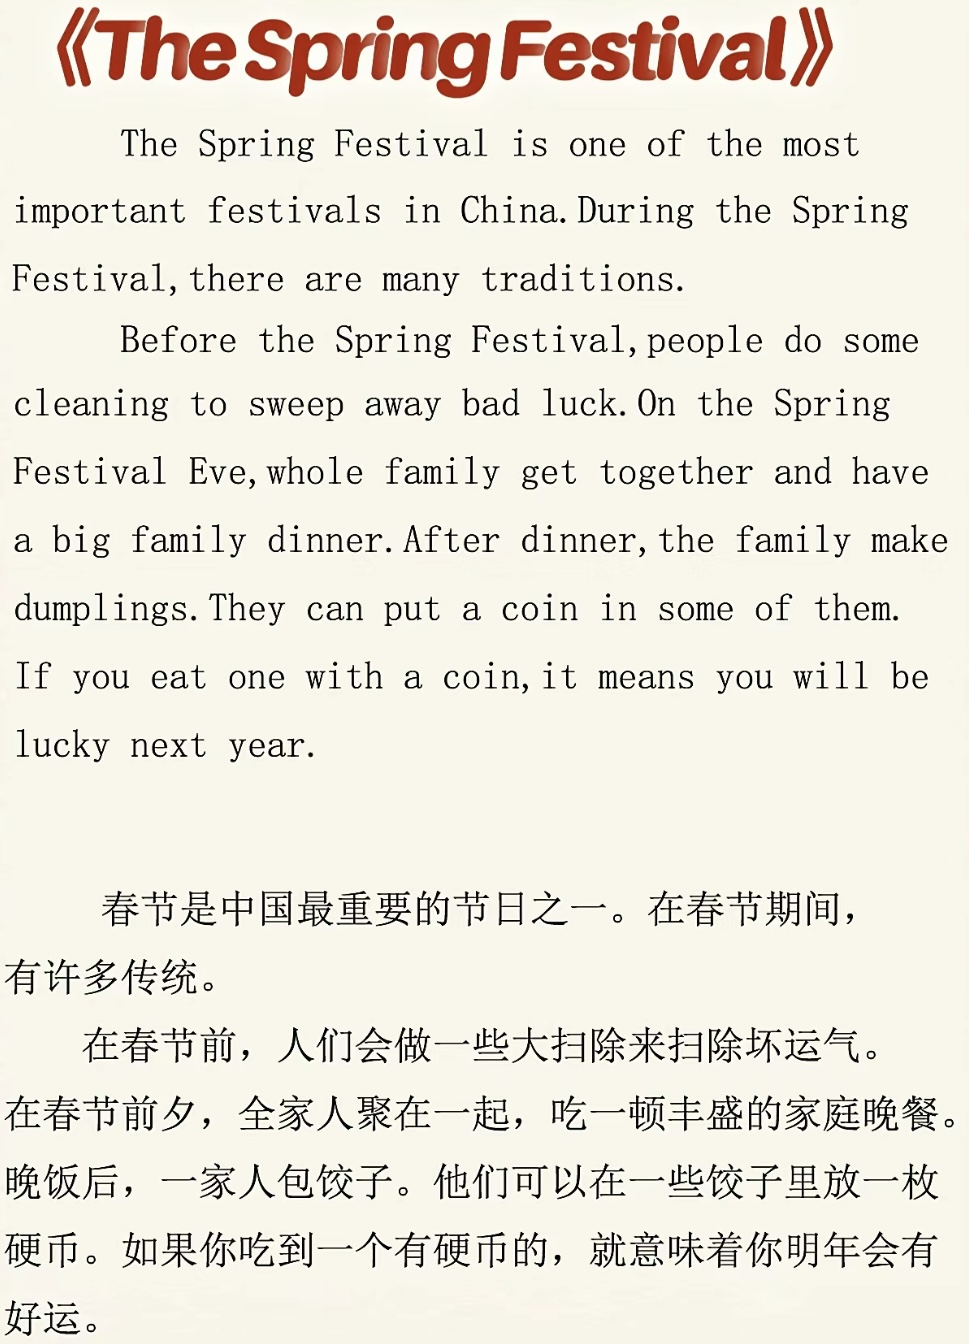 《The Spring Festival》
The Spring Festival is one of the most
important festivals in China.During the Spring
Festival,there are many traditions.
Before the Spring Festival,people do some
cleaning to sweep away bad luck.On the Spring
Festival Eve,whole family get together and have
a big family dinner.After dinner,the family make
dumplings.They can put a coin in some of them.
If you eat one with a coin,it means you will be
lucky next year.
春节是中国最重要的节日之一。在春节期间，
有许多传统。
在春节前，人们会做一些大扫除来扫除坏运气。
在春节前夕，全家人聚在一起，吃一顿丰盛的家庭晚餐。
晚饭后，一家人包饺子。他们可以在一些饺子里放一枚
硬币。如果你吃到一个有硬币的，就意味着你明年会有
好运。